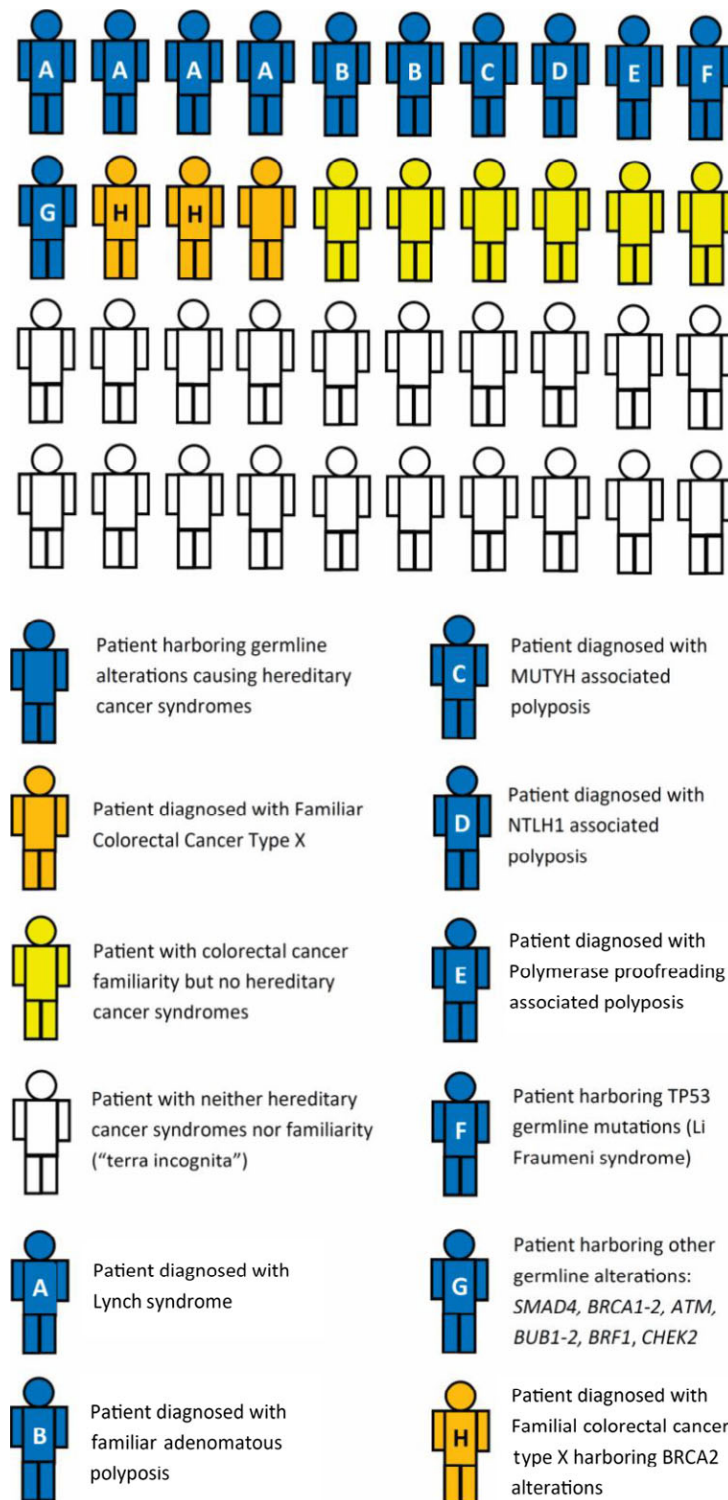 A A A A B B C D E F
G H H
Patient harboring germline
alterations causing hereditary
cancer syndromes
Patient diagnosed with Familiar
Colorectal Cancer Type X
Patient with colorectal cancer
familiarity but no hereditary
cancer syndromes
Patient with neither hereditary
cancer syndromes nor familiarity
(“terra incognita”)
A
Patient diagnosed with
Lynch syndrome
B
Patient diagnosed with
familiar adenomatous
polyposis
C
Patient diagnosed with
MUTYH associated
polyposis
D
Patient diagnosed with
NTLH1 associated
polyposis
E
Patient diagnosed with
Polymerase proofreading
associated polyposis
F
Patient harboring TP53
germline mutations (Li
Fraumeni syndrome)
G
Patient harboring other
germline alterations:
SMAD4, BRCA1-2, ATM,
BUB1-2, BRF1, CHEK2
H
Patient diagnosed with
Familial colorectal cancer
type X harboring BRCA2
alterations